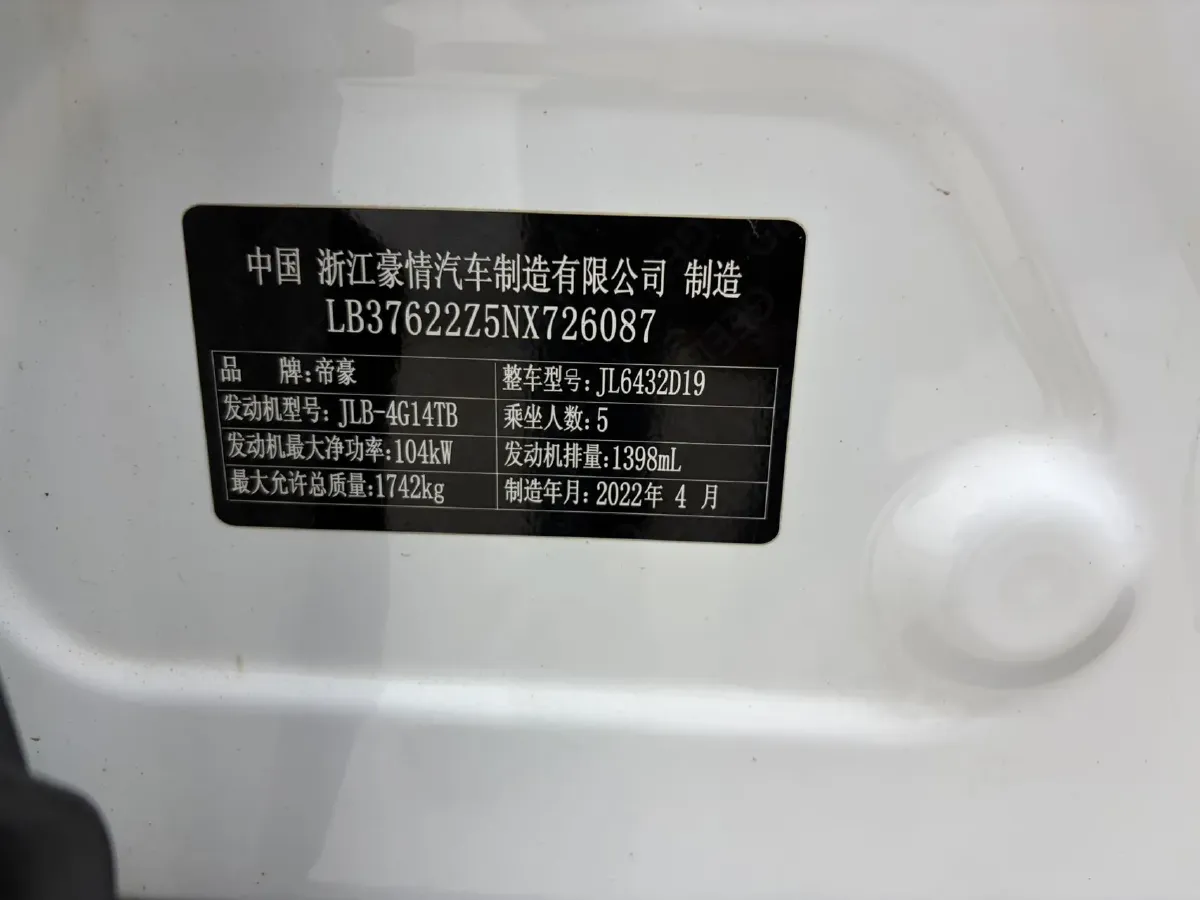 中国 浙江豪情汽车制造有限公司 制造
LB37622Z5NX726087
品 牌:帝豪 整车型号:JL6432D19
发动机型号:JLB-4G14TB 乘坐人数:5
发动机最大净功率:104kW 发动机排量:1398mL
最大允许总质量:1742kg 制造年月:2022年 4 月